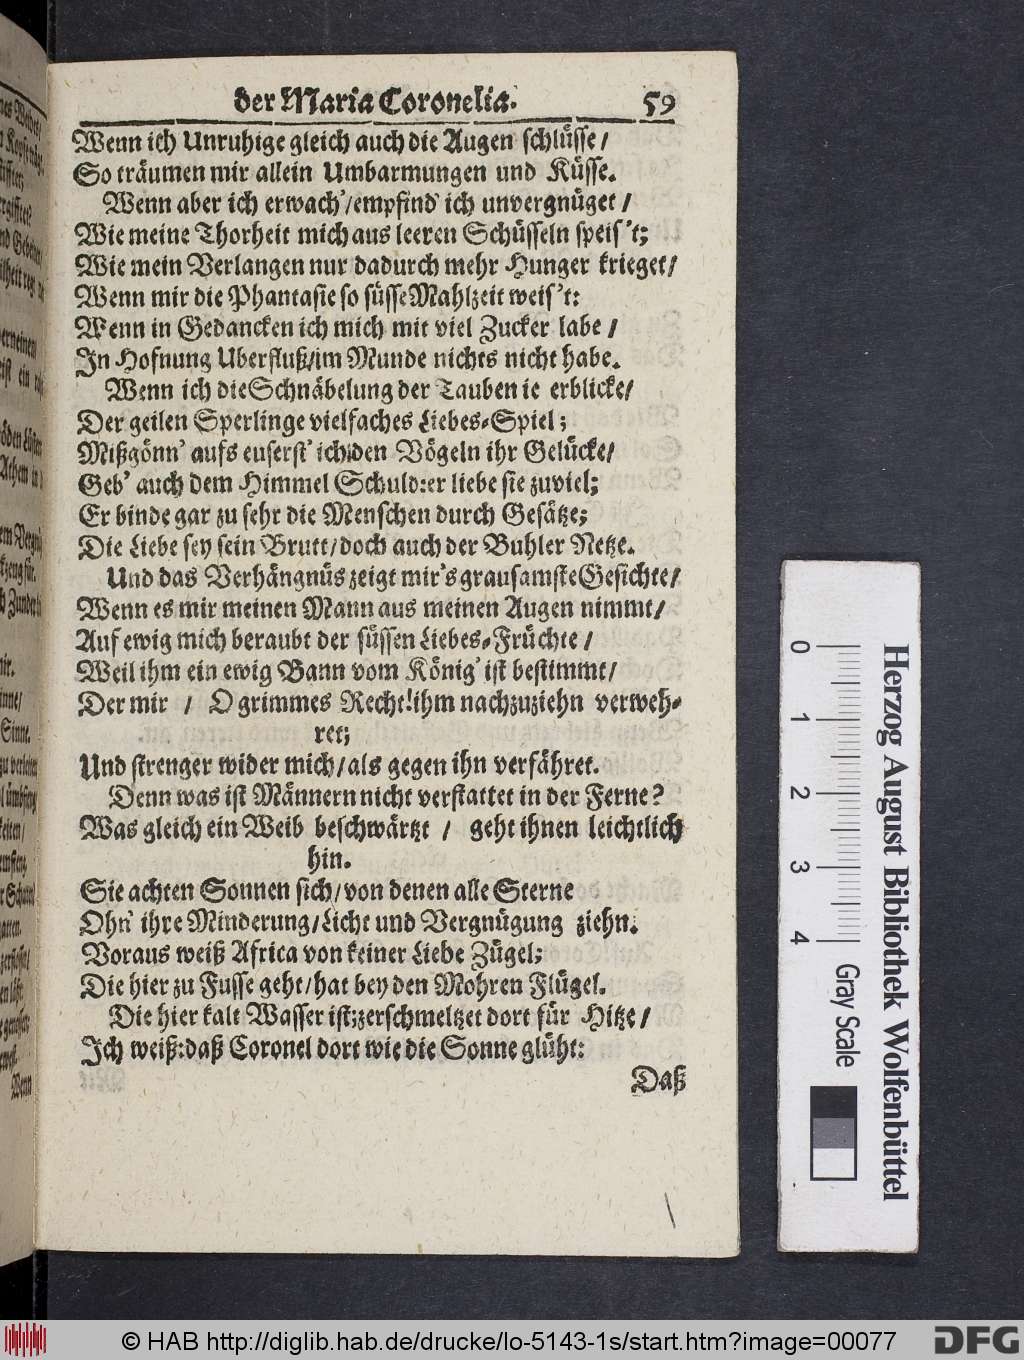 der Maria Coronelia. 59
Wenn ich Unruhige gleich auch die Augen schlüsse/
So träumen mir allein Umbarmungen und Küsse.
Wenn aber ich erwach'/empfind ich unvergnüget/
Wie meine Thorheit mich aus leeren Schüsseln speis't;
Wie mein Verlangen nur dadurch mehr Hunger krieget/
Wenn mir die Phantasie so süsse Mahlzeit weis't:
Wenn in Gedancken ich mich mit viel Zucker labe/
In Hofnung Uberfluß/im Munde nichts nicht habe.
Wenn ich die Schnäbelung der Tauben ie erblicke/
Der geilen Sperlinge vielfaches Liebes-Spiel;
Mißgönn' aufs euserst' ich den Vögeln ihr Gelücke/
Geb' auch dem Himmel Schuld: er liebe sie zuviel;
Er binde gar zu sehr die Menschen durch Gesätze;
Die Liebe sey sein Brutt/doch auch der Buhler Netze.
Und das Verhängnüs zeigt mir's grausamste Gesichte/
Wenn es mir meinen Mann aus meinen Augen nimmt/
Auf ewig mich beraubt der süssen Liebes-Früchte/
Weil ihm ein ewig Bann vom König' ist bestimmt/
Der mir / O grimmes Recht! ihm nachzuziehn verweh-
ret;
Und strenger wider mich/als gegen ihn verfähret.
Denn was ist Männern nicht verstattet in der Ferne?
Was gleich ein Weib beschwärtzt / geht ihnen leichtlich
hin.
Sie achten Sonnen sich/von denen alle Sterne
Ohn' ihre Minderung/Licht und Vergnügung ziehn.
Voraus weiß Africa von keiner Liebe Zügel;
Die hier zu Fusse geht/hat bey den Mohren Flügel.
Die hier kalt Wasser ist; zerschmeltzet dort für Hitze/
Ich weiß: daß Coronel dort wie die Sonne glüht:
Daß
Wenn
0 1 2 3 4
Gray Scale
Herzog August Bibliothek Wolfenbüttel
© HAB http://diglib.hab.de/drucke/lo-5143-1s/start.htm?image=00077
DFG